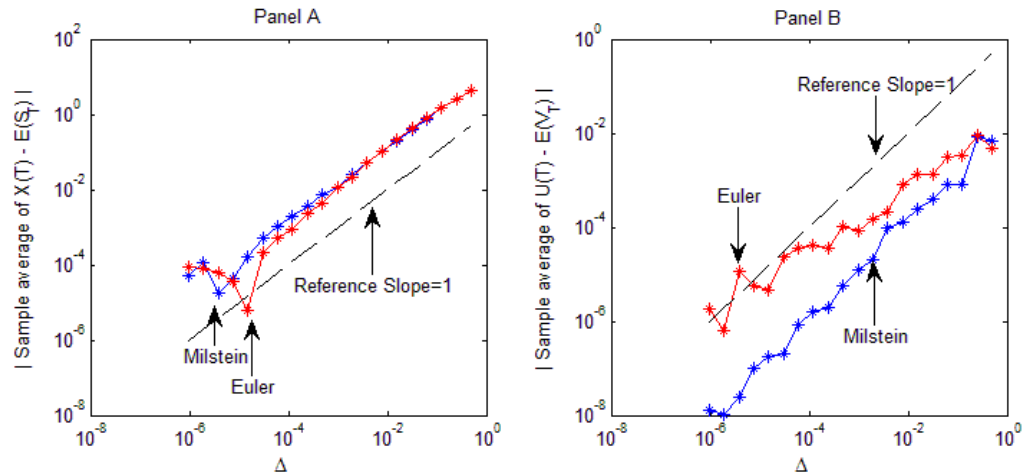 Panel A
| Sample average of X(T) - E(S_T) |
10^2
10^0
10^-2
10^-4
10^-6
10^-8
Reference Slope=1
Milstein
Euler
10^-8
10^-6
10^-4
10^-2
10^0
Δ
Panel B
| Sample average of U(T) - E(V_T) |
10^0
10^-2
10^-4
10^-6
10^-8
Reference Slope=1
Euler
Milstein
10^-8
10^-6
10^-4
10^-2
10^0
Δ